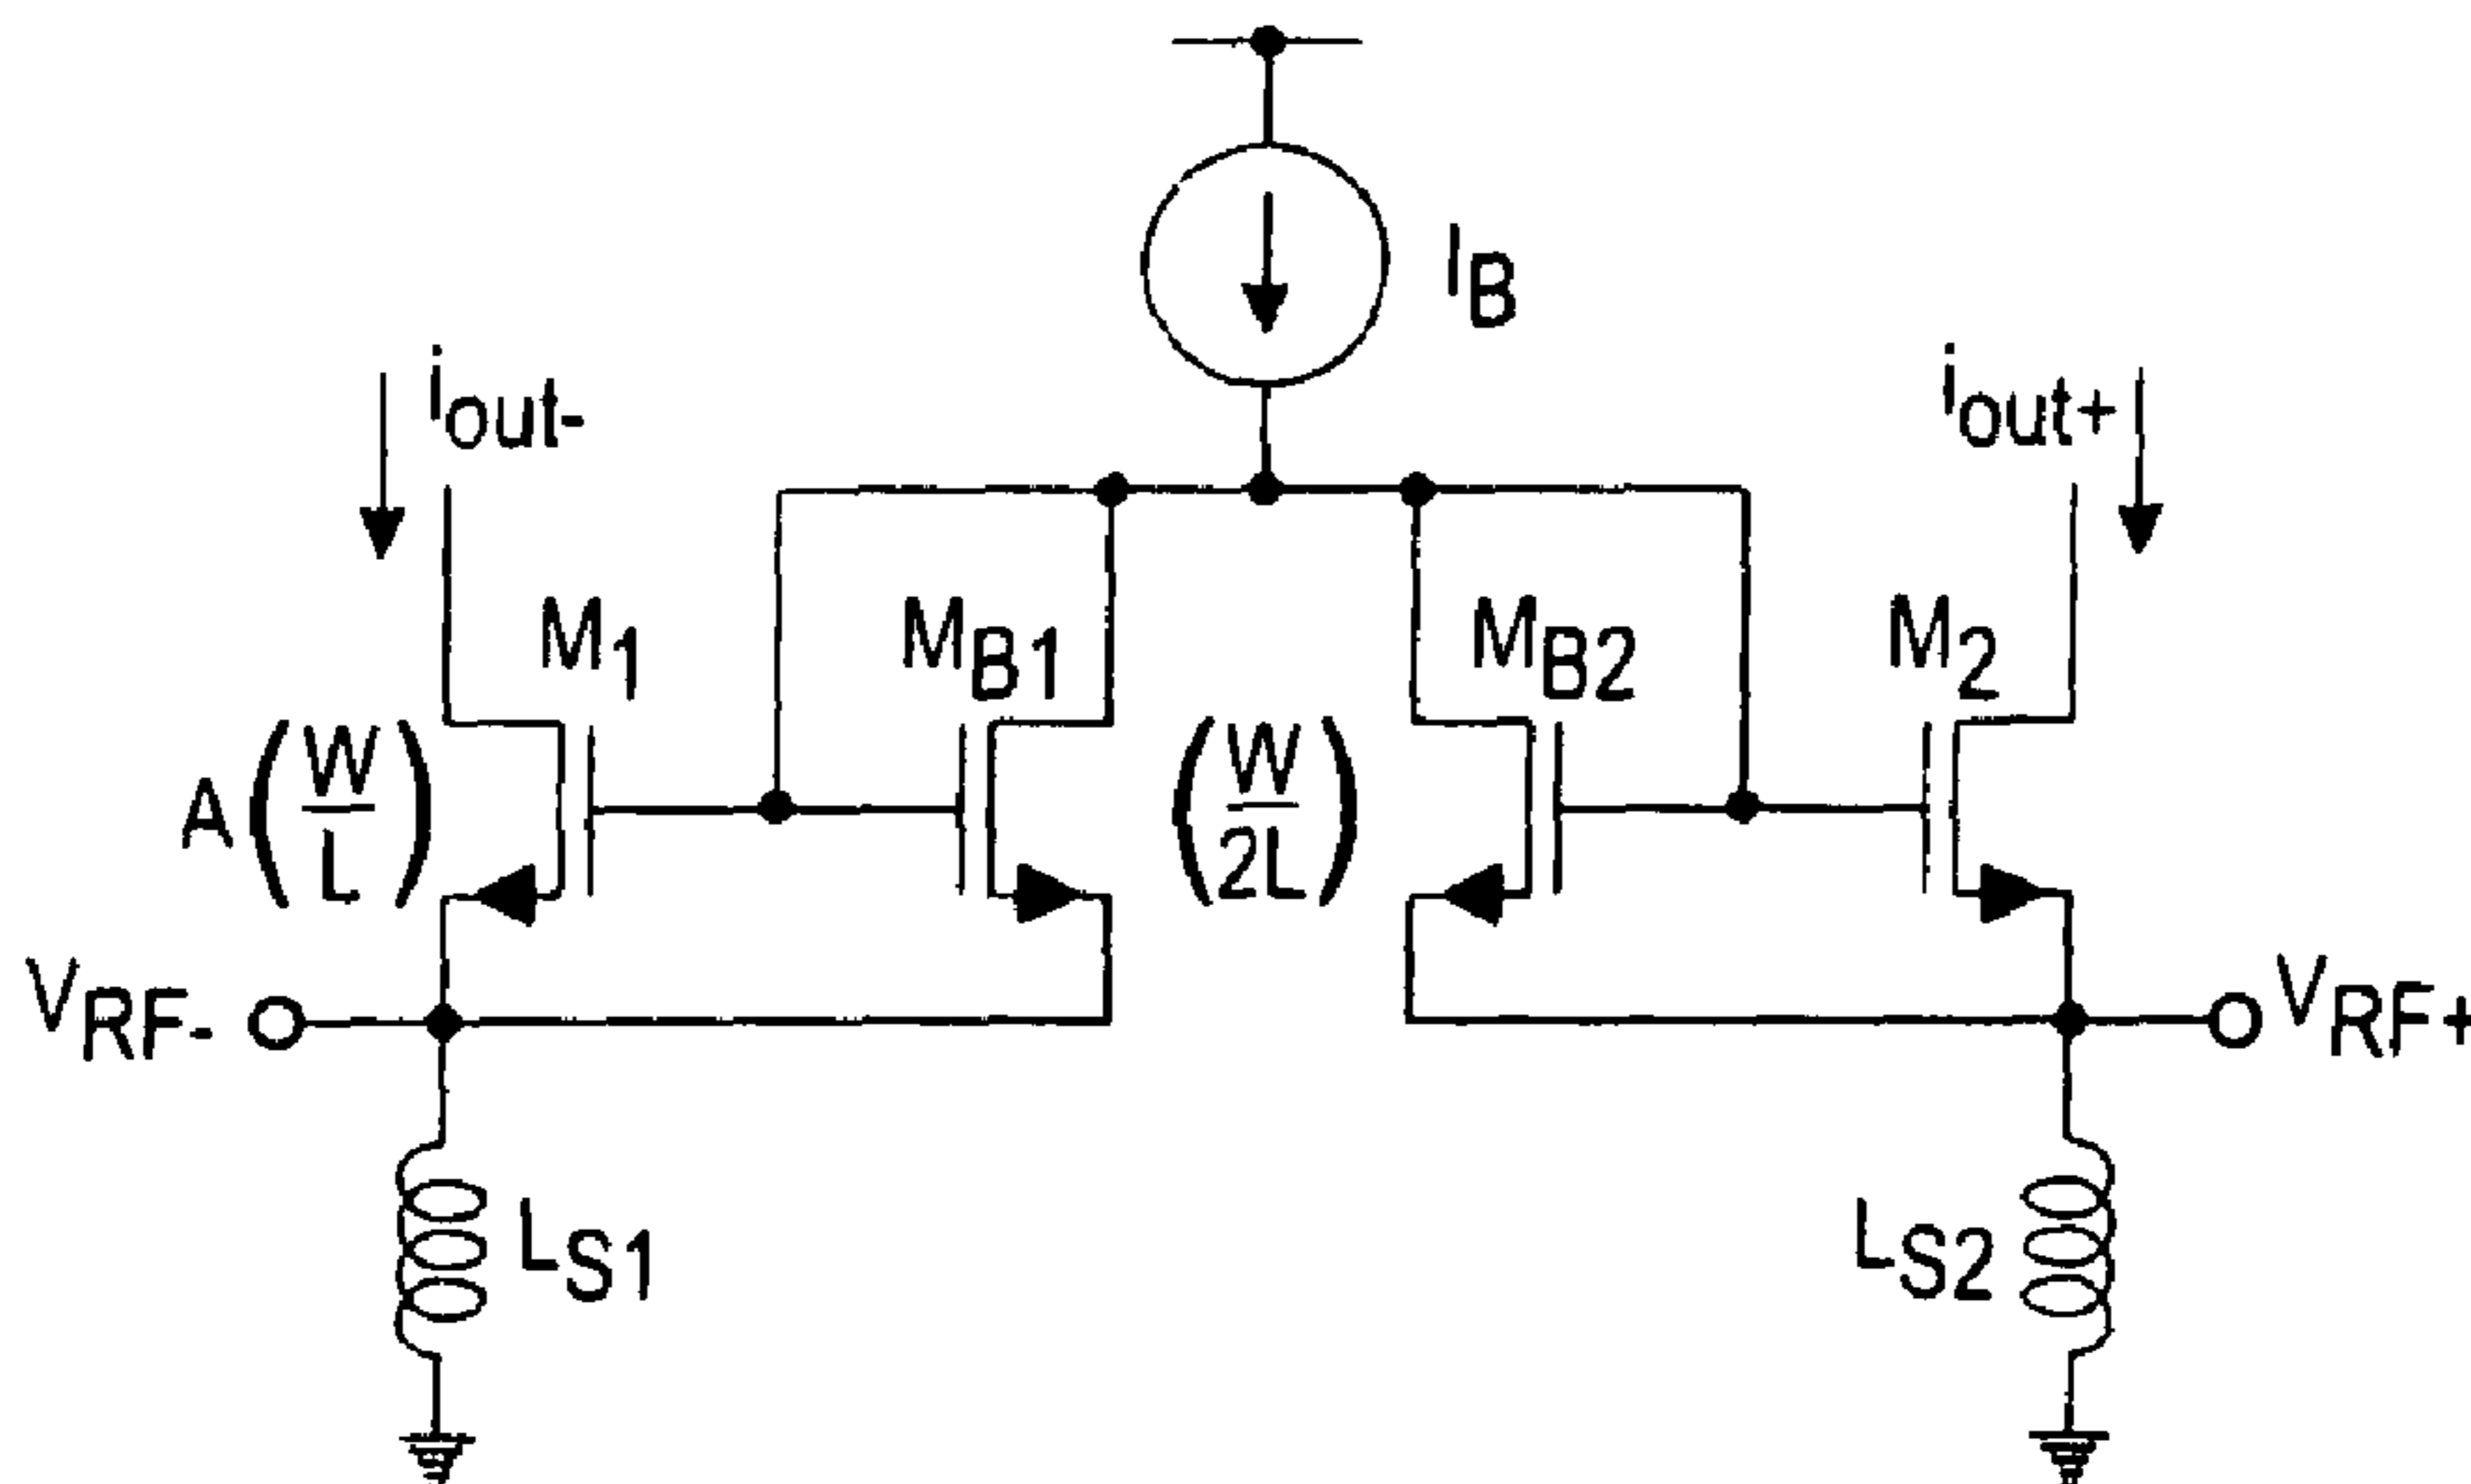 I_B
i_out-
i_out+
M_1
M_B1
M_B2
M_2
A(W/L)
(W/2L)
V_RF-
V_RF+
L_S1
L_S2